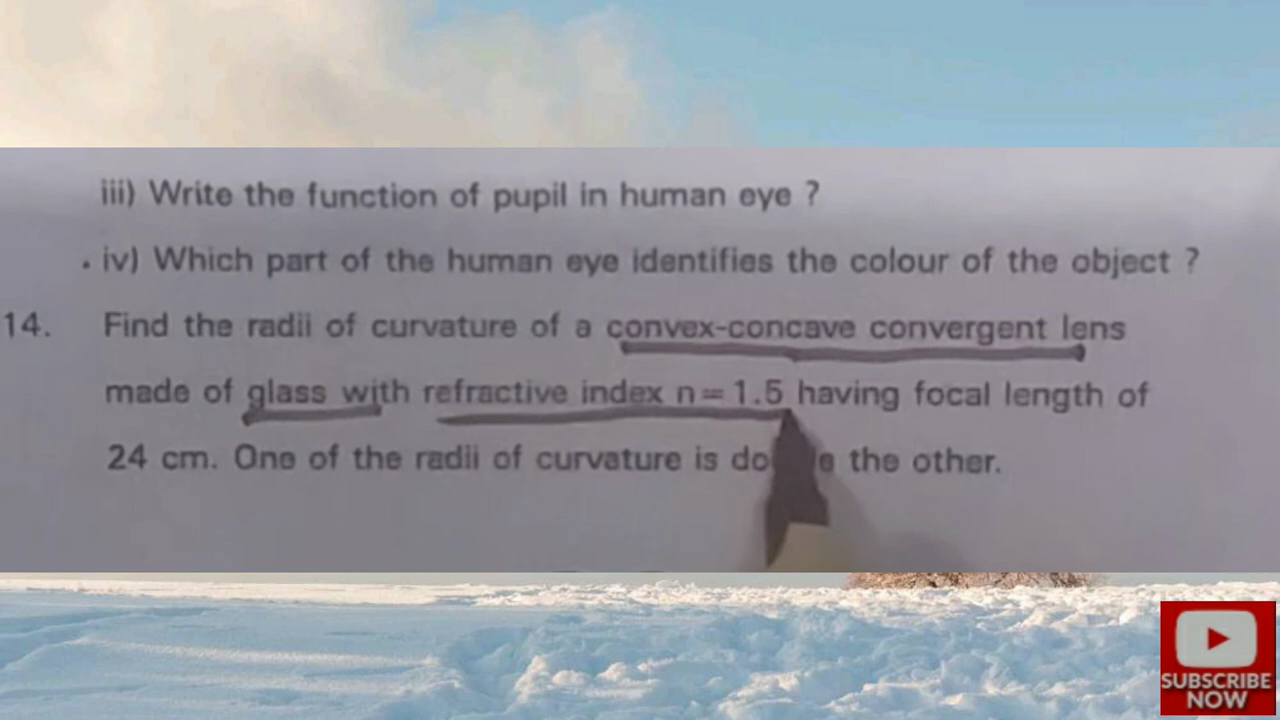 iii) Write the function of pupil in human eye ?
. iv) Which part of the human eye identifies the colour of the object ?
14. Find the radii of curvature of a convex-concave convergent lens
made of glass with refractive index n = 1.5 having focal length of
24 cm. One of the radii of curvature is the other.
SUBSCRIBE
NOW